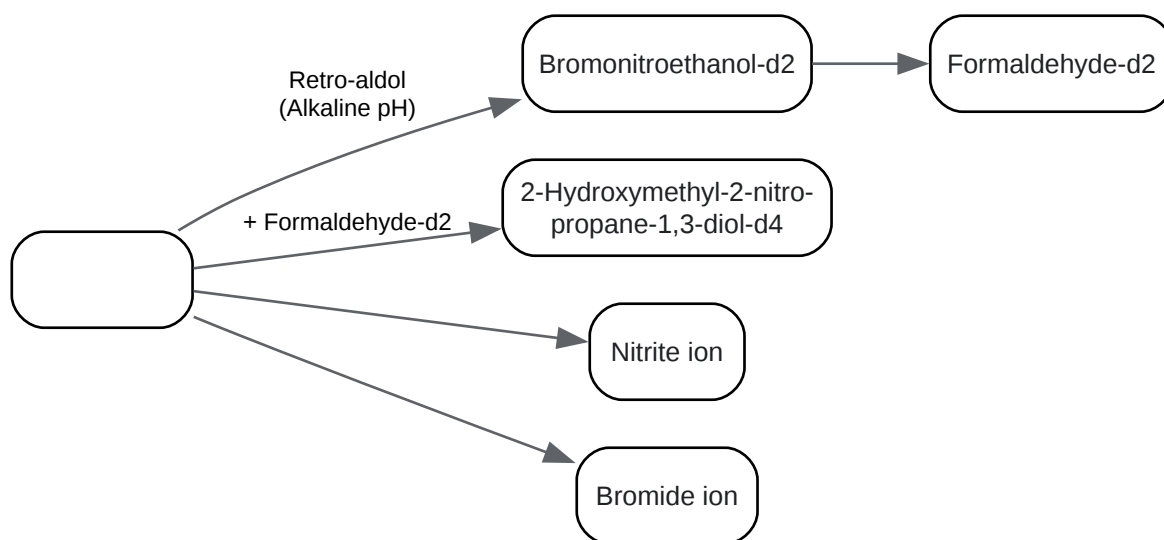 Bromonitroethanol-d2
Formaldehyde-d2
Retro-aldol
(Alkaline pH)
2-Hydroxymethyl-2-nitro-
propane-1,3-diol-d4
+ Formaldehyde-d2
Nitrite ion
Bromide ion